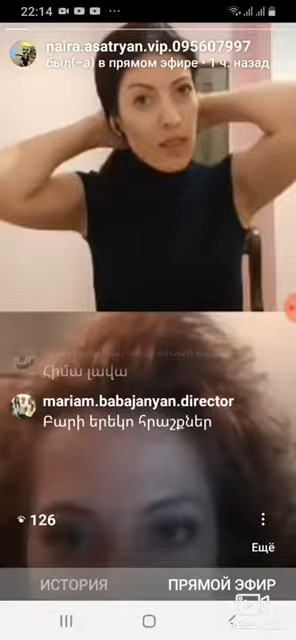 22:14
naira.asatryan.vip.095607997
был(-а) в прямом эфире • 1 ч. назад
Հիմա լավա
mariam.babajanyan.director
Բարի երեկո հրաշքներ
126
Ещё
ИСТОРИЯ
ПРЯМОЙ ЭФИР